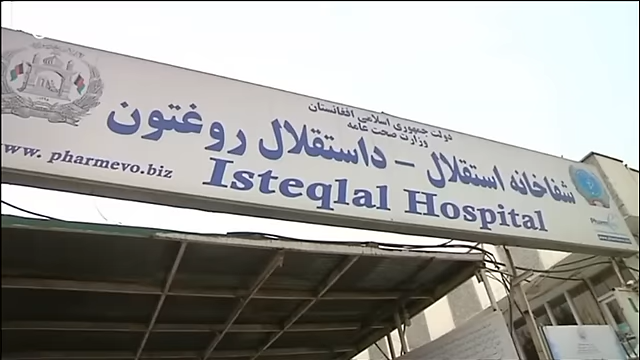 دولت جمهوری اسلامی افغانستان
وزارت صحت عامه
شفاخانه استقلال – داستقلال روغتون
Isteqlal Hospital
www. pharmevo.biz